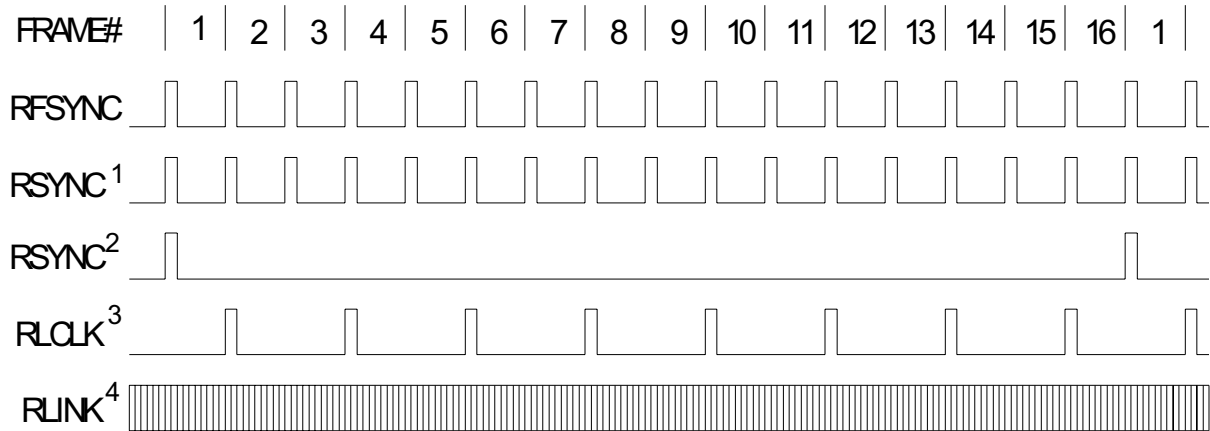 FRAME# 1 2 3 4 5 6 7 8 9 10 11 12 13 14 15 16 1
RFSYNC
RSYNC 1
RSYNC 2
RLCLK 3
RLINK 4